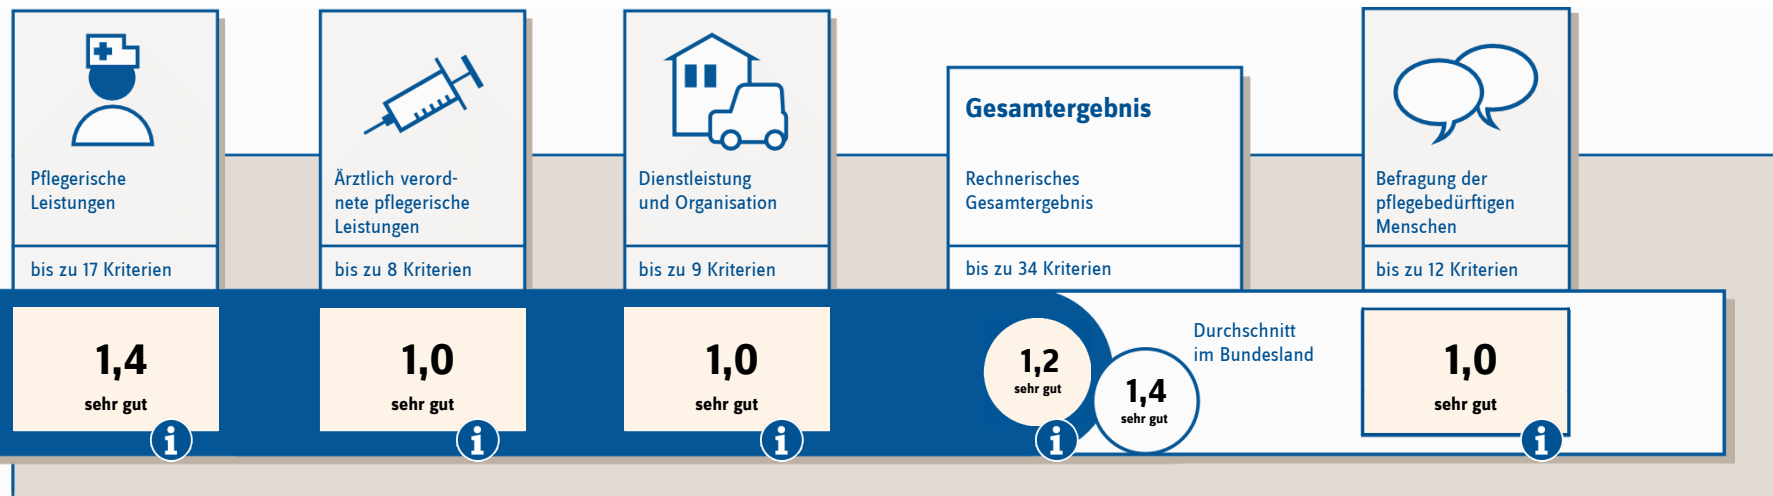 Pflegerische
Leistungen
bis zu 17 Kriterien
1,4
sehr gut
Ärztlich verord-
nete pflegerische
Leistungen
bis zu 8 Kriterien
1,0
sehr gut
Dienstleistung
und Organisation
bis zu 9 Kriterien
1,0
sehr gut
Gesamtergebnis
Rechnerisches
Gesamtergebnis
bis zu 34 Kriterien
1,2
sehr gut
1,4
sehr gut
Durchschnitt
im Bundesland
Befragung der
pflegebedürftigen
Menschen
bis zu 12 Kriterien
1,0
sehr gut